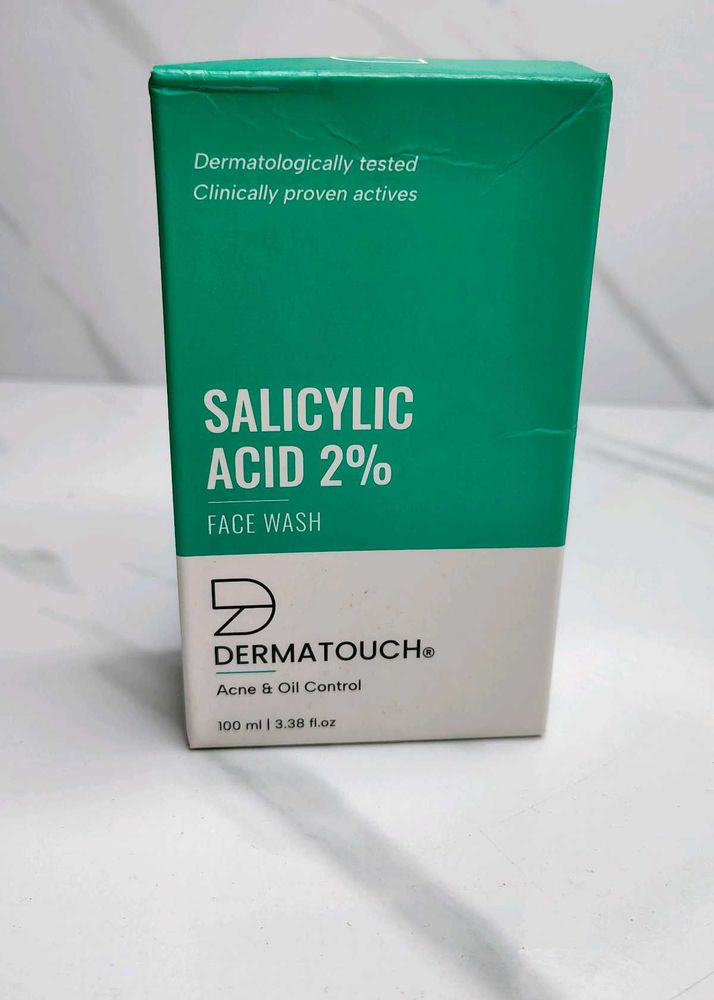 Dermatologically tested
Clinically proven actives
SALICYLIC
ACID 2%
FACE WASH
DERMATOUCH®
Acne & Oil Control
100 ml | 3.38 fl.oz